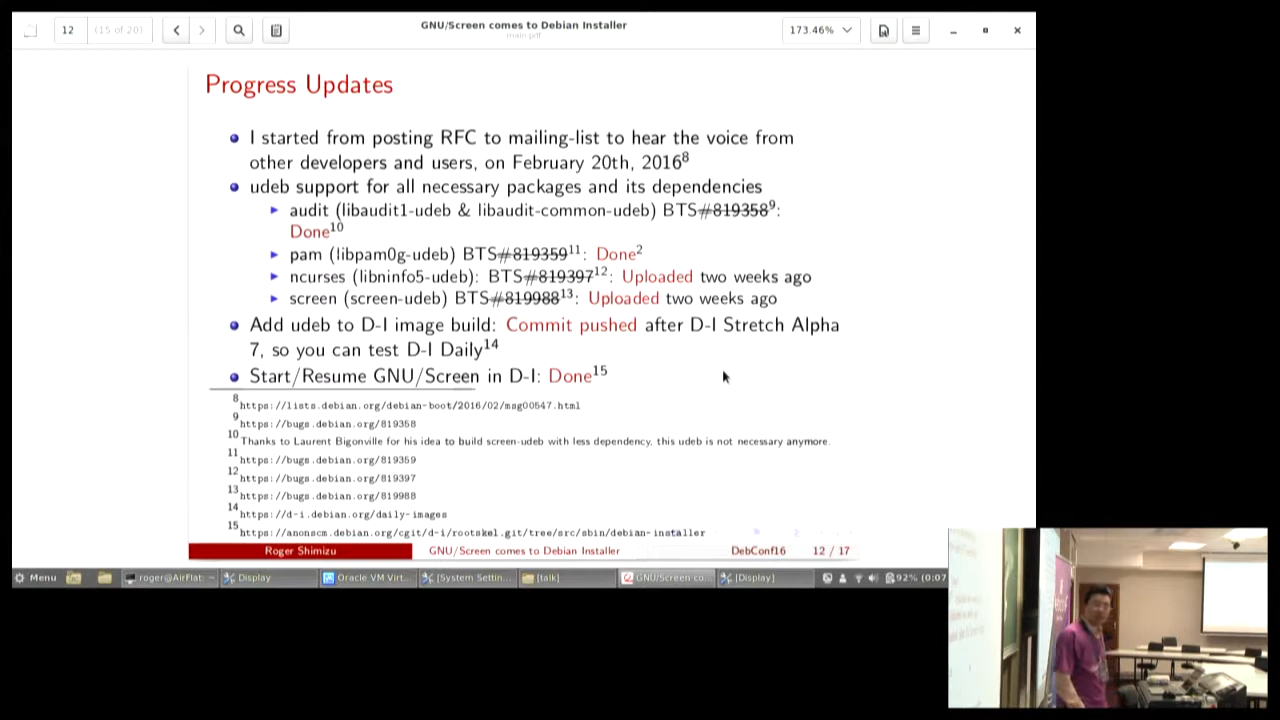 12 (15 of 20) GNU/Screen comes to Debian Installer 173.46%
main.pdf
Progress Updates
I started from posting RFC to mailing-list to hear the voice from
other developers and users, on February 20th, 2016⁸
udeb support for all necessary packages and its dependencies
audit (libaudit1-udeb & libaudit-common-udeb) BTS#819358⁹:
Done¹⁰
pam (libpam0g-udeb) BTS#819359¹¹: Done²
ncurses (libninfo5-udeb): BTS#819397¹²: Uploaded two weeks ago
screen (screen-udeb) BTS#819988¹³: Uploaded two weeks ago
Add udeb to D-I image build: Commit pushed after D-I Stretch Alpha
7, so you can test D-I Daily¹⁴
Start/Resume GNU/Screen in D-I: Done¹⁵
⁸https://lists.debian.org/debian-boot/2016/02/msg00547.html
⁹https://bugs.debian.org/819358
¹⁰Thanks to Laurent Bigonville for his idea to build screen-udeb with less dependency, this udeb is not necessary anymore.
¹¹https://bugs.debian.org/819359
¹²https://bugs.debian.org/819397
¹³https://bugs.debian.org/819988
¹⁴https://d-i.debian.org/daily-images
¹⁵https://anonscm.debian.org/cgit/d-i/rootskel.git/tree/src/sbin/debian-installer
Roger Shimizu GNU/Screen comes to Debian Installer DebConf16 12 / 17
Menu roger@AirFlat: ~ Display Oracle VM Virt... [System Settin... [talk] GNU/Screen co... [Display] 92% (0:07